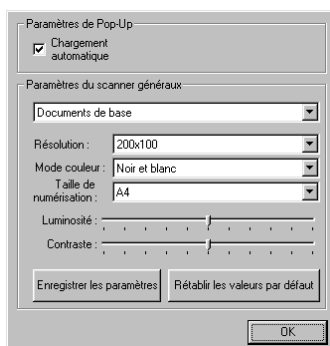 Paramètres de Pop-Up
Chargement
automatique
Paramètres du scanner généraux
Documents de base
Résolution : 200x100
Mode couleur : Noir et blanc
Taille de
numérisation : A4
Luminosité :
Contraste :
Enregistrer les paramètres Rétablir les valeurs par défaut
OK